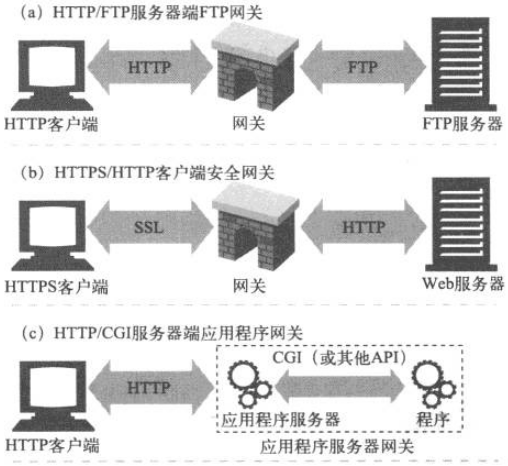 (a) HTTP/FTP服务器端FTP网关
HTTP
FTP
HTTP客户端
网关
FTP服务器
(b) HTTPS/HTTP客户端安全网关
SSL
HTTP
HTTPS客户端
网关
Web服务器
(c) HTTP/CGI服务器端应用程序网关
CGI（或其他API）
HTTP
应用程序服务器
程序
HTTP客户端
应用程序服务器网关